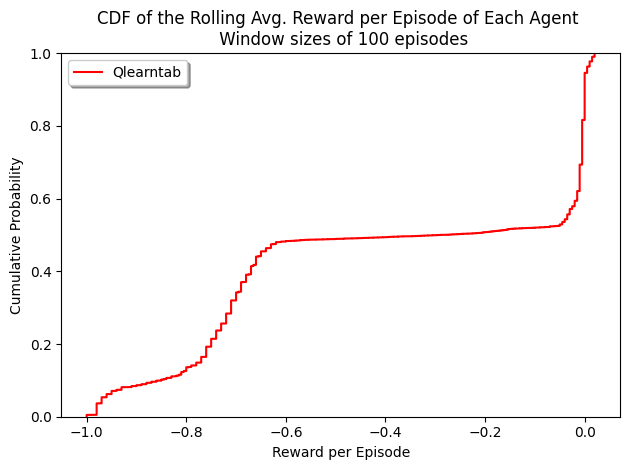 CDF of the Rolling Avg. Reward per Episode of Each Agent
Window sizes of 100 episodes
Qlearntab
1.0
0.8
0.6
0.4
0.2
0.0
Cumulative Probability
−1.0
−0.8
−0.6
−0.4
−0.2
0.0
Reward per Episode